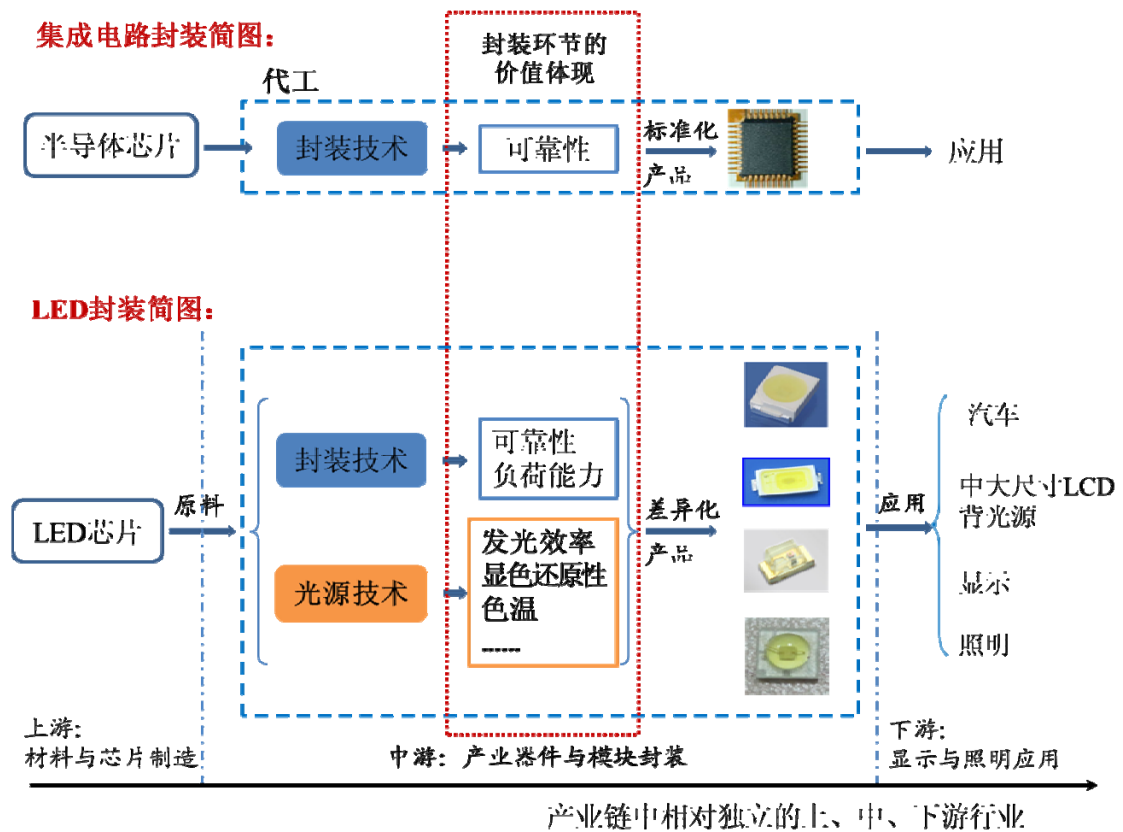 集成电路封装简图：
封装环节的
价值体现
代工
半导体芯片
封装技术
可靠性
标准化
产品
应用
LED封装简图：
LED芯片
原料
封装技术
可靠性
负荷能力
光源技术
发光效率
显色还原性
色温
------
差异化
产品
应用
汽车
中大尺寸LCD
背光源
显示
照明
上游：
材料与芯片制造
中游：产业器件与模块封装
下游：
显示与照明应用
产业链中相对独立的上、中、下游行业